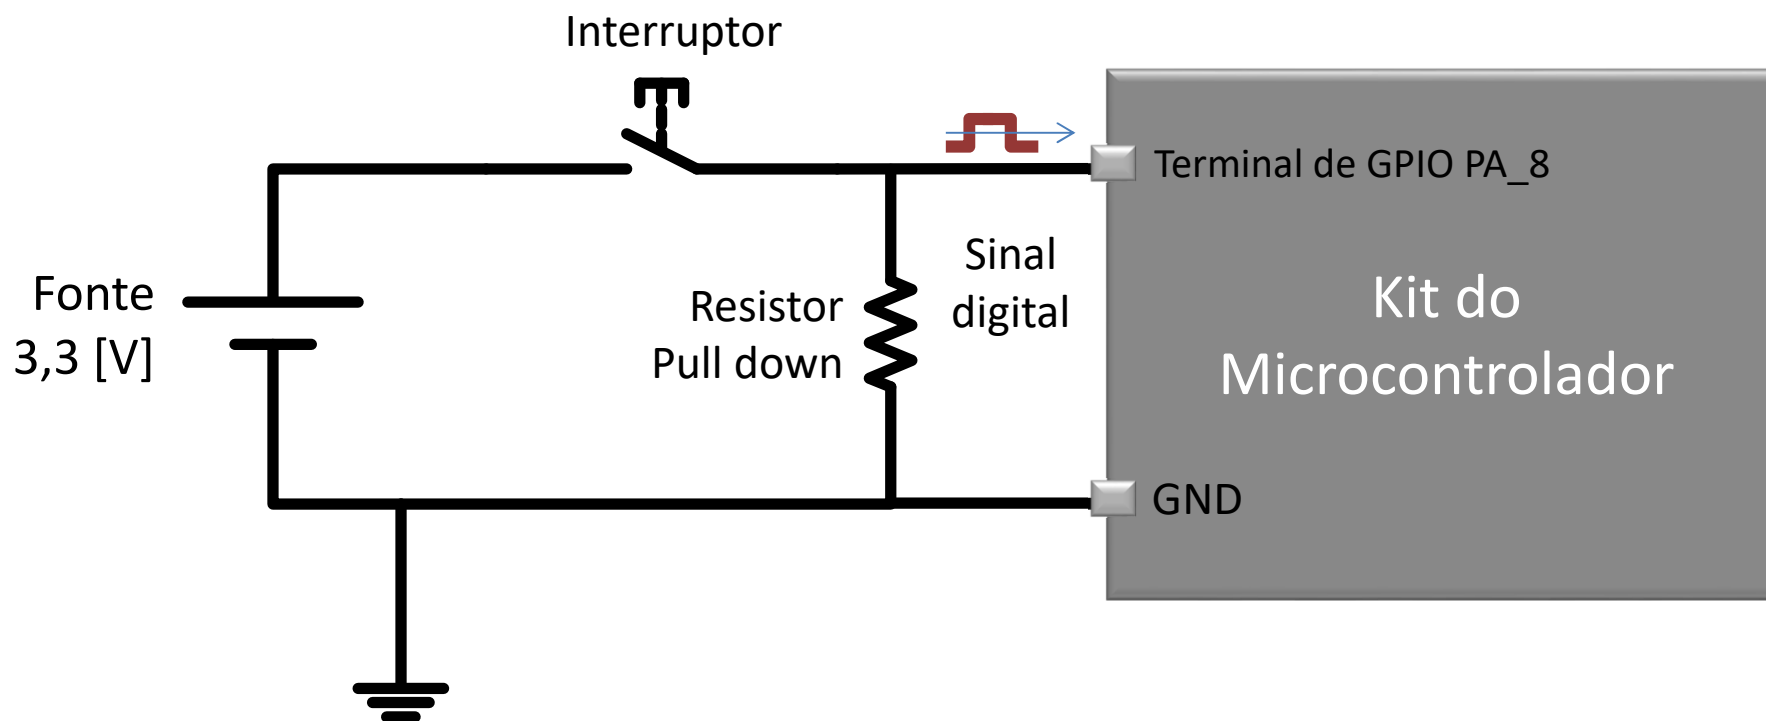 Interruptor
Terminal de GPIO PA_8
Sinal
digital
Fonte
3,3 [V]
Resistor
Pull down
Kit do
Microcontrolador
GND